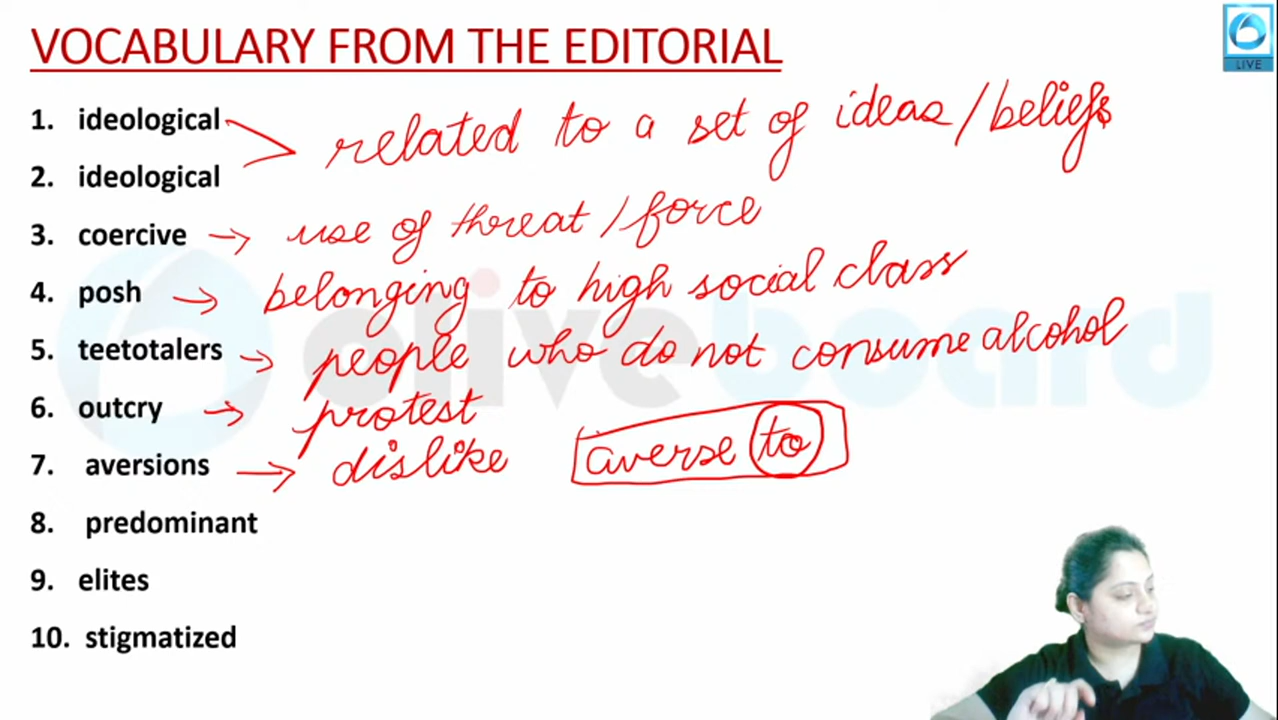 VOCABULARY FROM THE EDITORIAL
LIVE
1. ideological related to a set of ideas/beliefs
2. ideological
3. coercive → use of threat/force
4. posh → belonging to high social class
5. teetotalers → people who do not consume alcohol
6. outcry → protest
7. aversions → dislike averse to
8. predominant
9. elites
10. stigmatized
oliveboard